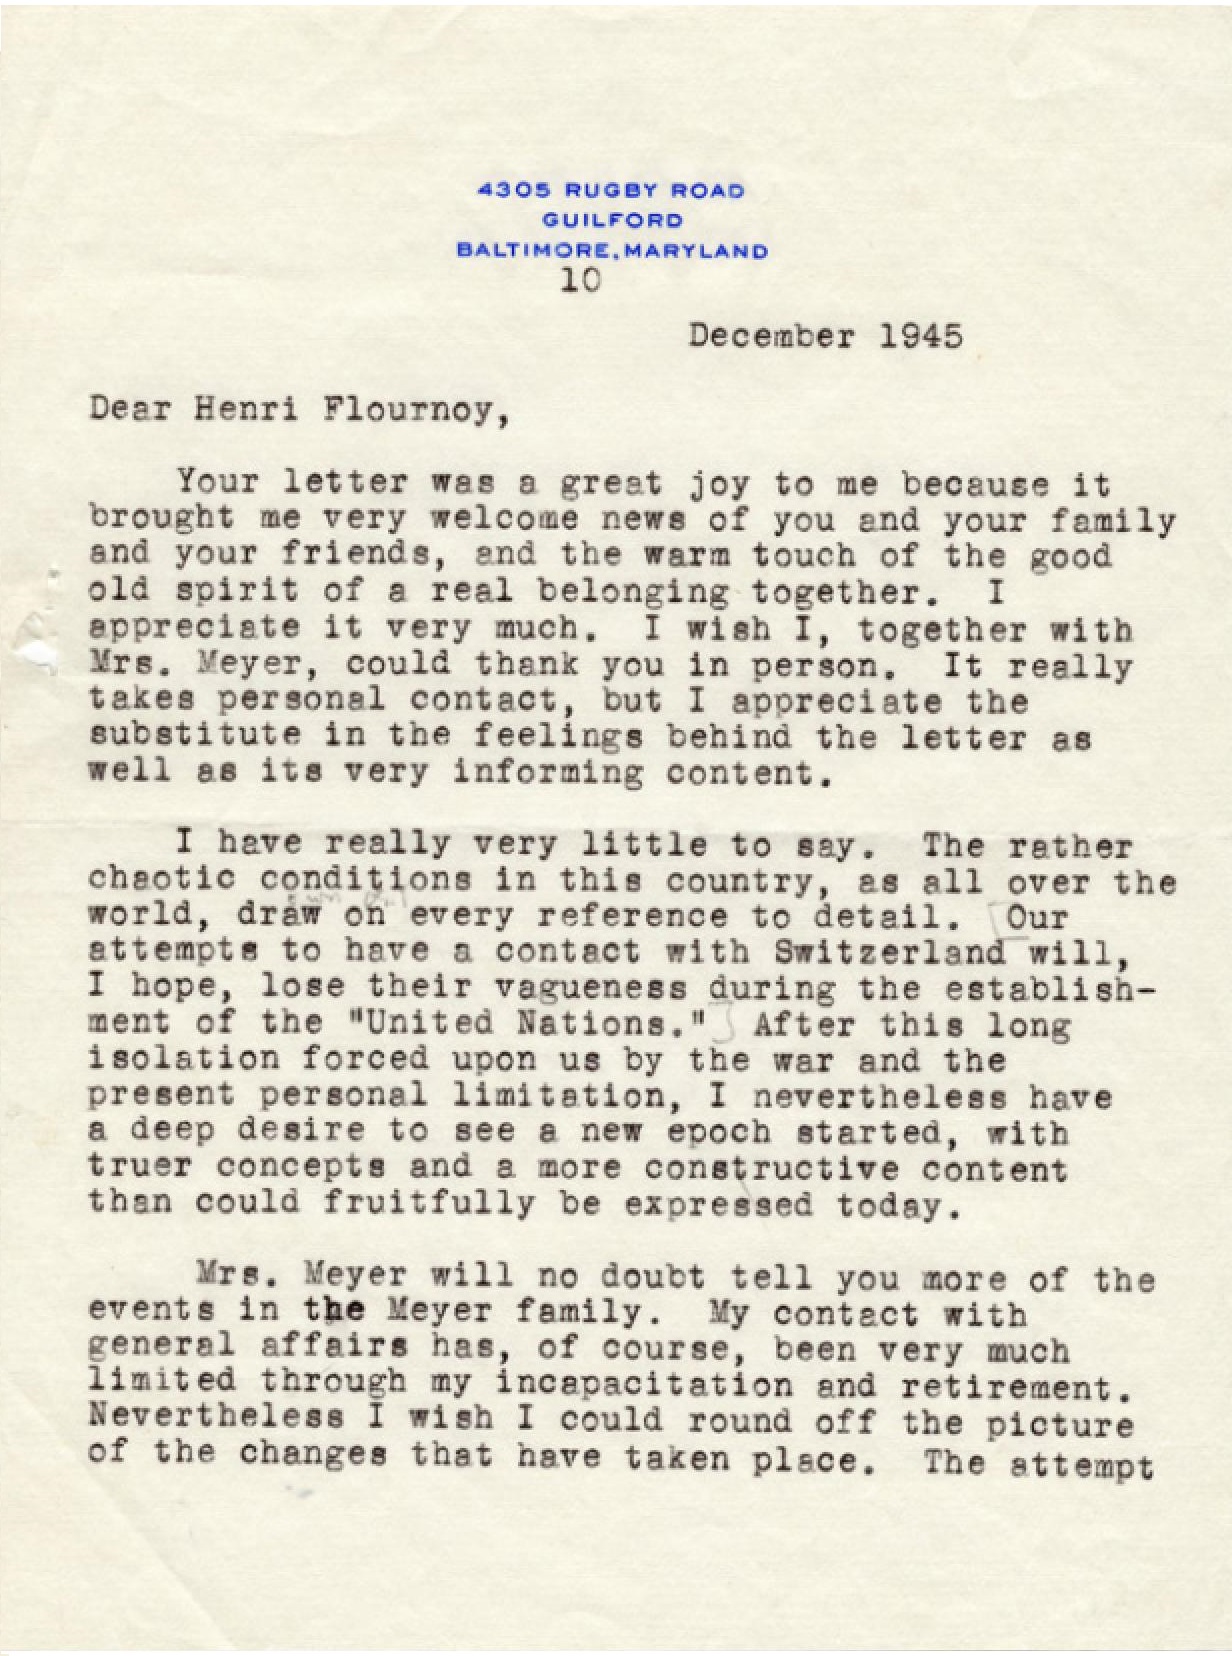 4305 RUGBY ROAD
GUILFORD
BALTIMORE, MARYLAND
10
December 1945
Dear Henri Flournoy,
Your letter was a great joy to me because it
brought me very welcome news of you and your family
and your friends, and the warm touch of the good
old spirit of a real belonging together. I
appreciate it very much. I wish I, together with
Mrs. Meyer, could thank you in person. It really
takes personal contact, but I appreciate the
substitute in the feelings behind the letter as
well as its very informing content.
I have really very little to say. The rather
chaotic conditions in this country, as all over the
world, draw on every reference to detail. [Our
attempts to have a contact with Switzerland will,
I hope, lose their vagueness during the establish-
ment of the "United Nations."] After this long
isolation forced upon us by the war and the
present personal limitation, I nevertheless have
a deep desire to see a new epoch started, with
truer concepts and a more constructive content
than could fruitfully be expressed today.
Mrs. Meyer will no doubt tell you more of the
events in the Meyer family. My contact with
general affairs has, of course, been very much
limited through my incapacitation and retirement.
Nevertheless I wish I could round off the picture
of the changes that have taken place. The attempt